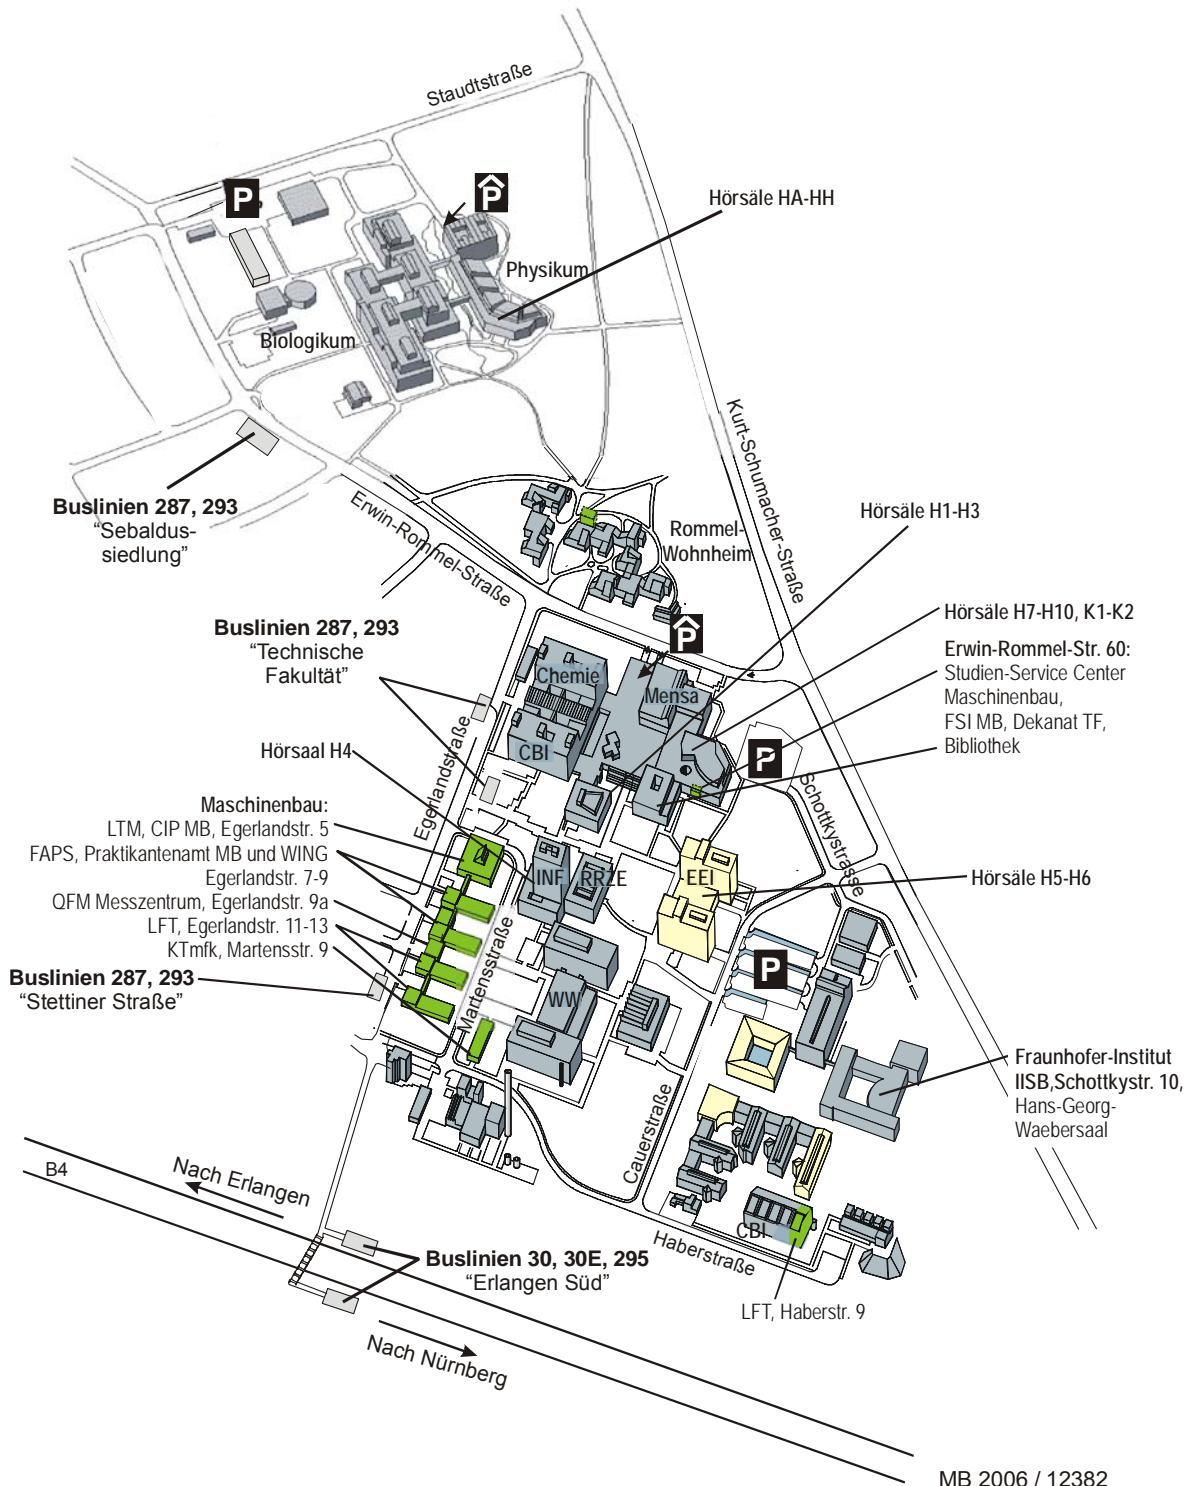 Staudtstraße
P
P
Hörsäle HA-HH
Physikum
Biologikum
Kurt-Schumacher-Straße
Buslinien 287, 293
“Sebaldus-
siedlung”
Erwin-Rommel-Straße
Rommel-
Wohnheim
Hörsäle H1-H3
Hörsäle H7-H10, K1-K2
Buslinien 287, 293
“Technische
Fakultät”
P
Erwin-Rommel-Str. 60:
Studien-Service Center
Maschinenbau,
FSI MB, Dekanat TF,
Bibliothek
Chemie
Mensa
CBI
P
Schottkystrasse
Egerlandstraße
Hörsaal H4
Maschinenbau:
LTM, CIP MB, Egerlandstr. 5
FAPS, Praktikantenamt MB und WING
Egerlandstr. 7-9
QFM Messzentrum, Egerlandstr. 9a
LFT, Egerlandstr. 11-13
KTmfk, Martensstr. 9
INF
RRZE
EEI
Hörsäle H5-H6
Buslinien 287, 293
“Stettiner Straße”
Martensstraße
P
WW
Fraunhofer-Institut
IISB,Schottkystr. 10,
Hans-Georg-
Waebersaal
Cauerstraße
B4
Nach Erlangen
CBI
Haberstraße
Buslinien 30, 30E, 295
“Erlangen Süd”
LFT, Haberstr. 9
Nach Nürnberg
MB 2006 / 12382